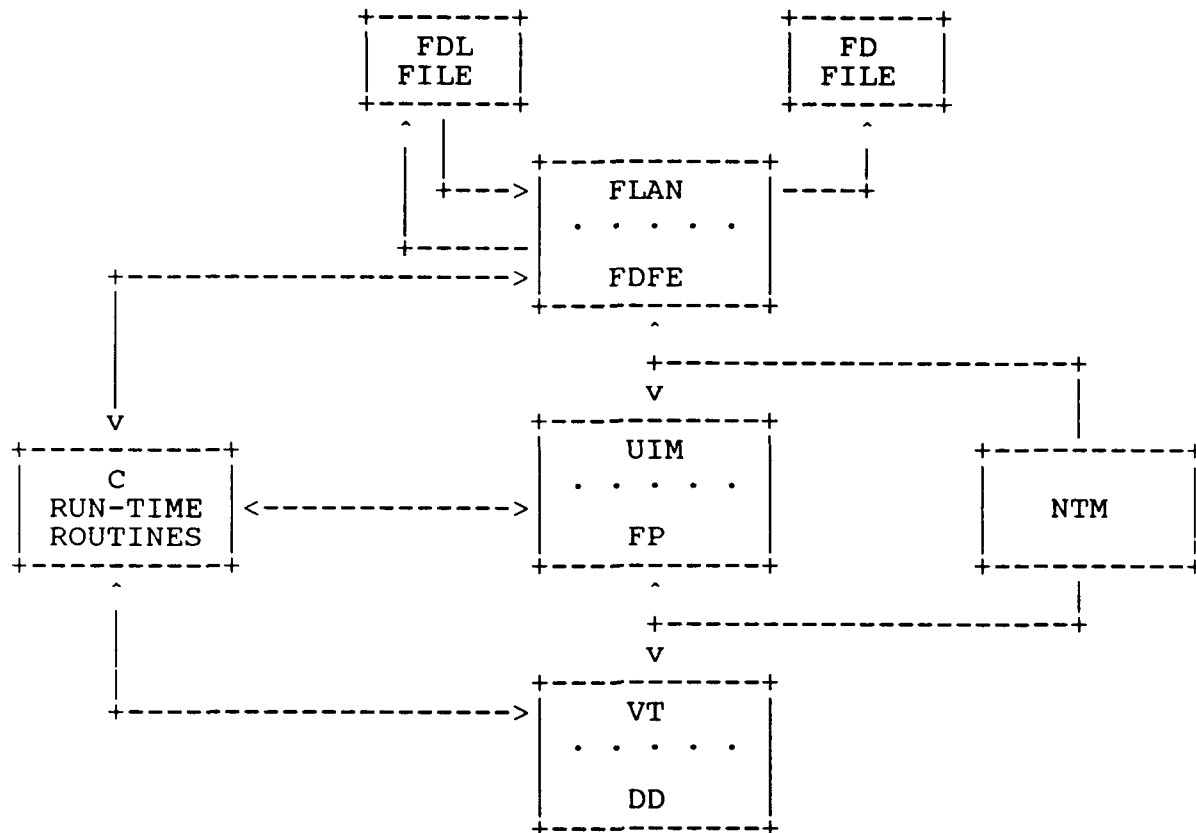 FDL
FILE
FD
FILE
FLAN
. . . . .
FDFE
C
RUN-TIME
ROUTINES
UIM
. . . . .
FP
NTM
VT
. . . . .
DD